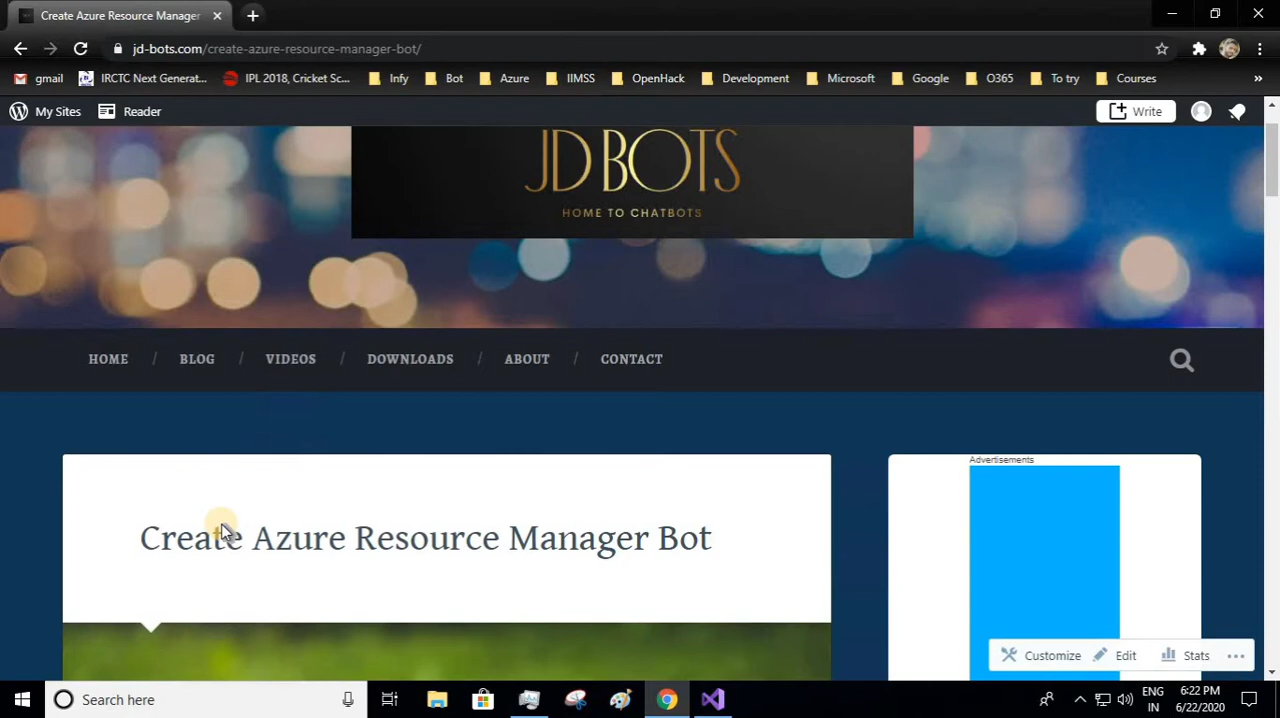 Create Azure Resource Manager
jd-bots.com/create-azure-resource-manager-bot/
gmail IRCTC Next Generat... IPL 2018, Cricket Sc... Infy Bot Azure IIMSS OpenHack Development Microsoft Google O365 To try Courses »
My Sites Reader Write
JD BOTS
HOME TO CHATBOTS
HOME / BLOG / VIDEOS / DOWNLOADS / ABOUT / CONTACT
Advertisements
Create Azure Resource Manager Bot
Customize Edit Stats ...
Search here
ENG
IN
6:22 PM
6/22/2020